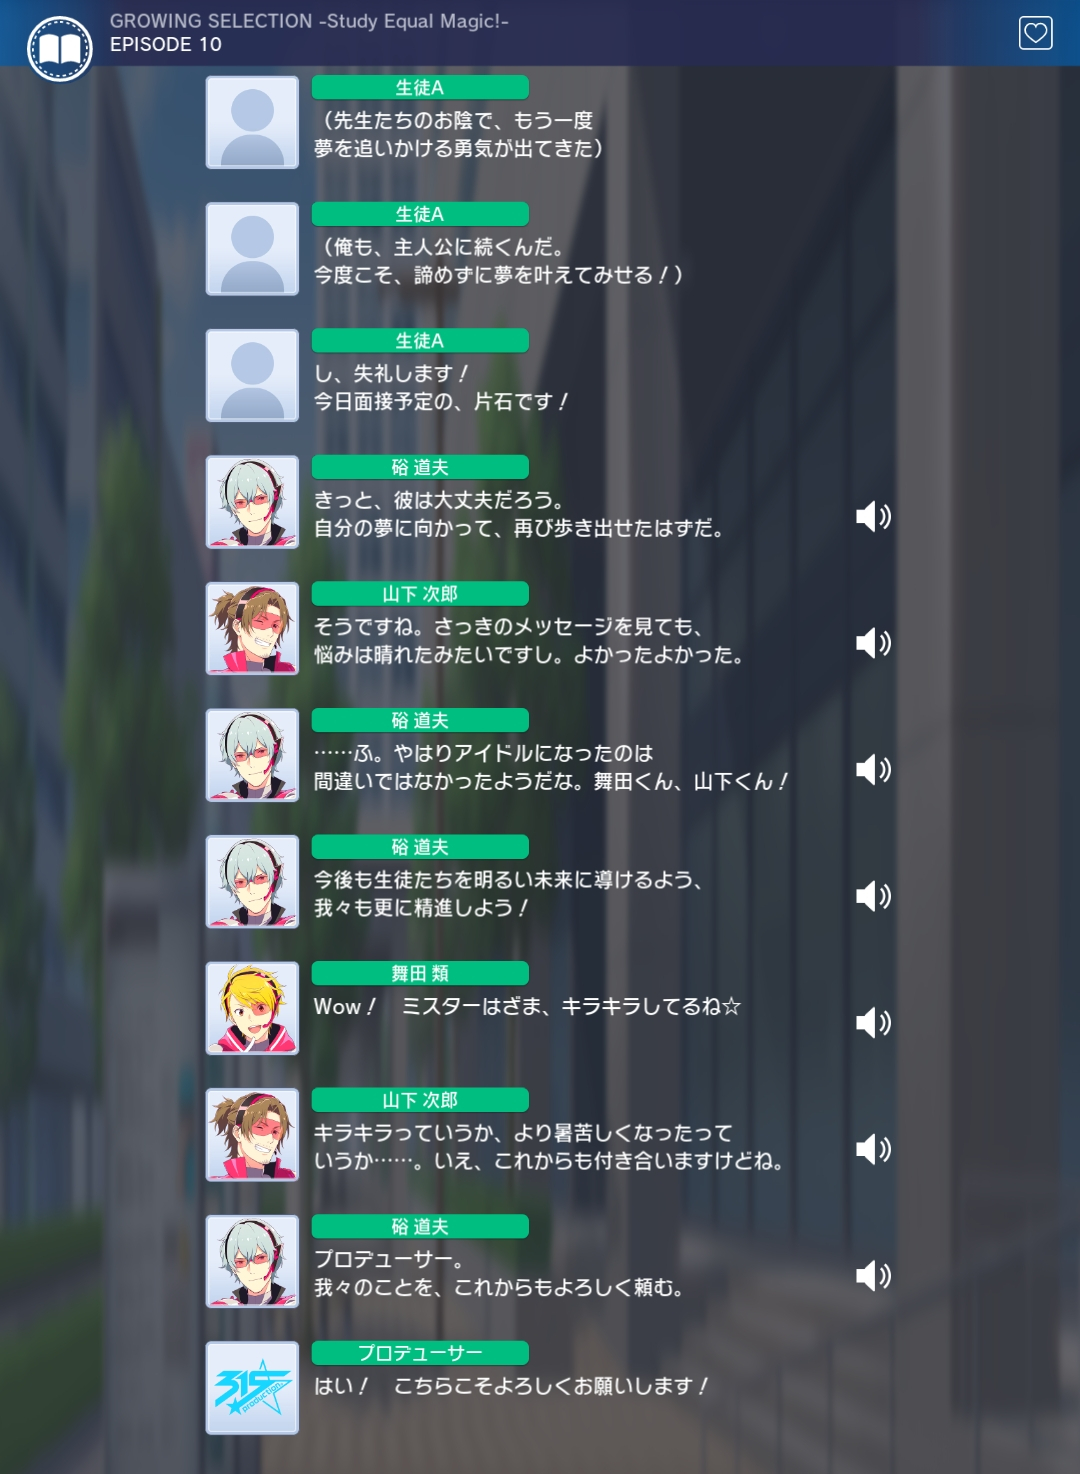 GROWING SELECTION -Study Equal Magic!-
EPISODE 10
生徒A
（先生たちのお陰で、もう一度
夢を追いかける勇気が出てきた）
生徒A
（俺も、主人公に続くんだ。
今度こそ、諦めずに夢を叶えてみせる！）
生徒A
し、失礼します！
今日面接予定の、片石です！
硲 道夫
きっと、彼は大丈夫だろう。
自分の夢に向かって、再び歩き出せたはずだ。
山下 次郎
そうですね。さっきのメッセージを見ても、
悩みは晴れたみたいですし。よかったよかった。
硲 道夫
……ふ。やはりアイドルになったのは
間違いではなかったようだな。舞田くん、山下くん！
硲 道夫
今後も生徒たちを明るい未来に導けるよう、
我々も更に精進しよう！
舞田 類
Wow！　ミスターはざま、キラキラしてるね☆
山下 次郎
キラキラっていうか、より暑苦しくなったって
いうか……。いえ、これからも付き合いますけどね。
硲 道夫
プロデューサー。
我々のことを、これからもよろしく頼む。
プロデューサー
315
production
はい！　こちらこそよろしくお願いします！